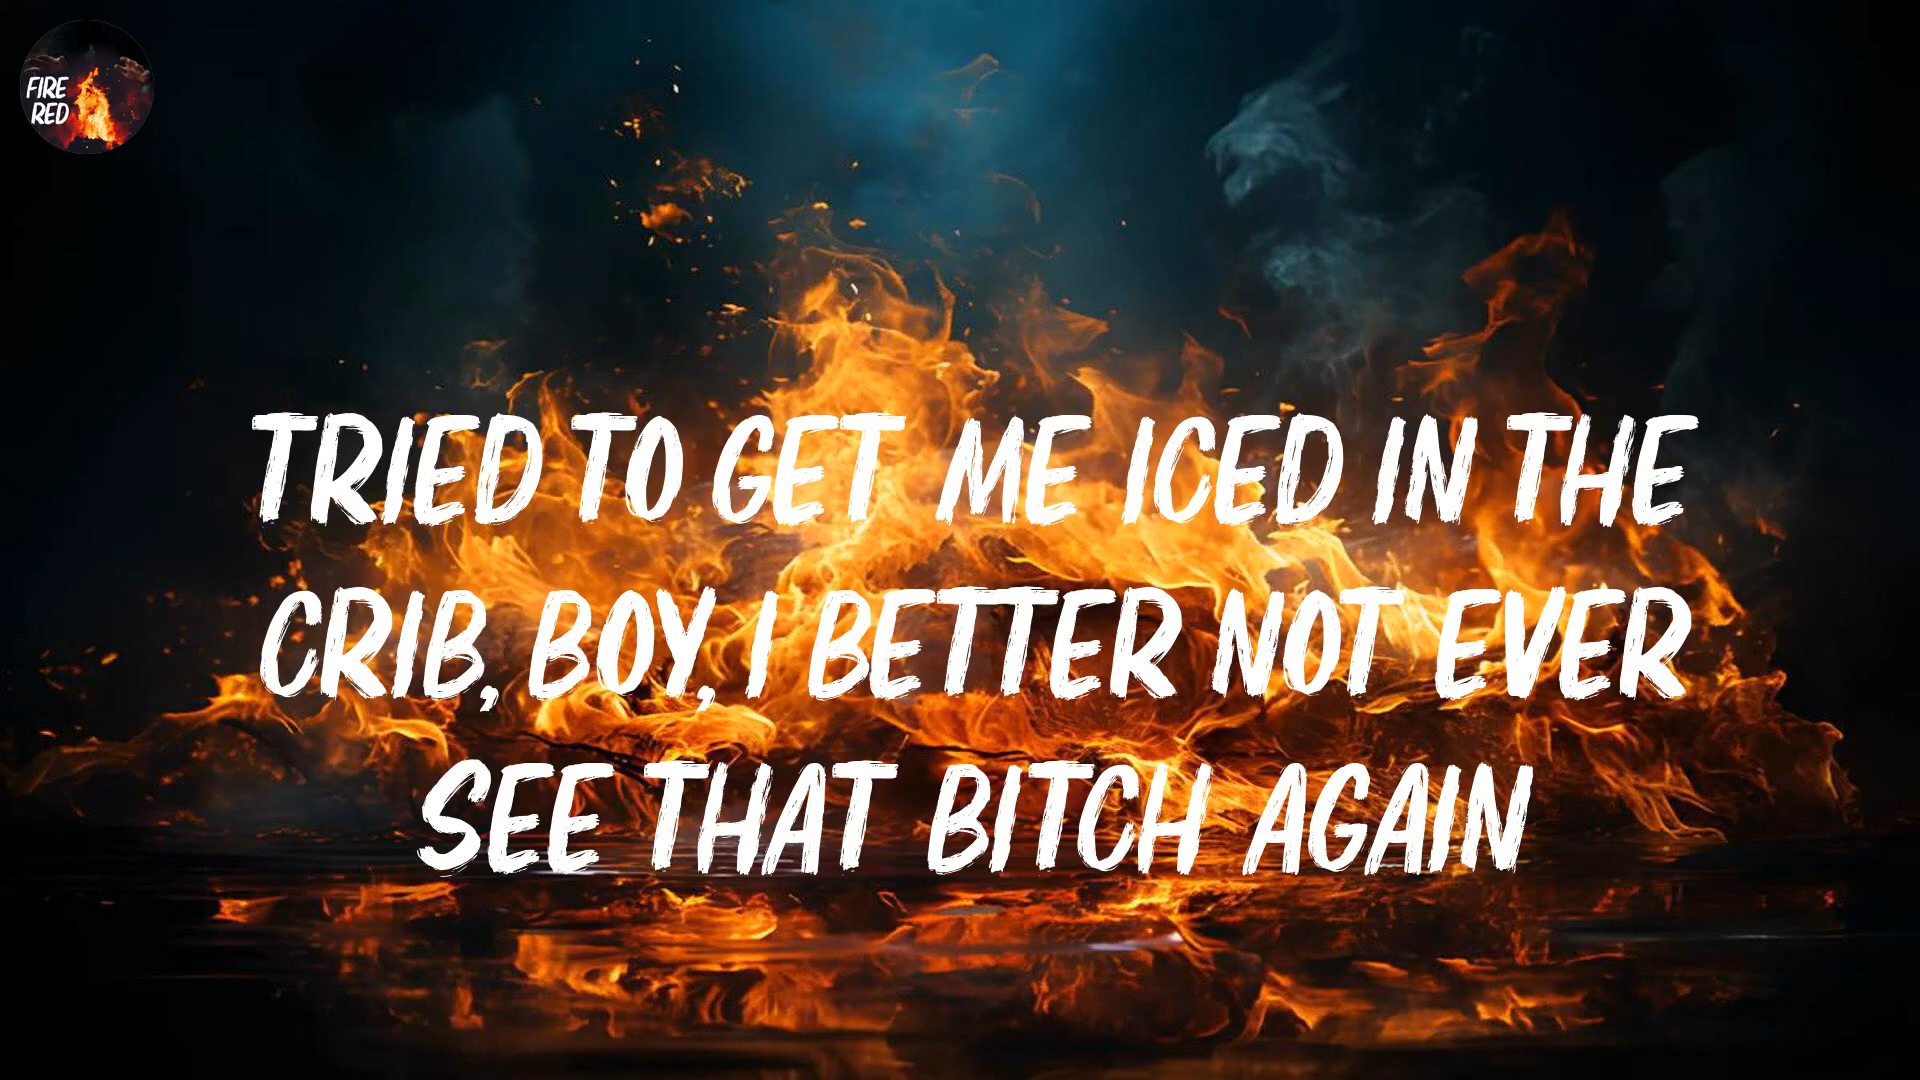 FIRE
RED
TRIED TO GET ME ICED IN THE
CRIB, BOY, I BETTER NOT EVER
SEE THAT BITCH AGAIN